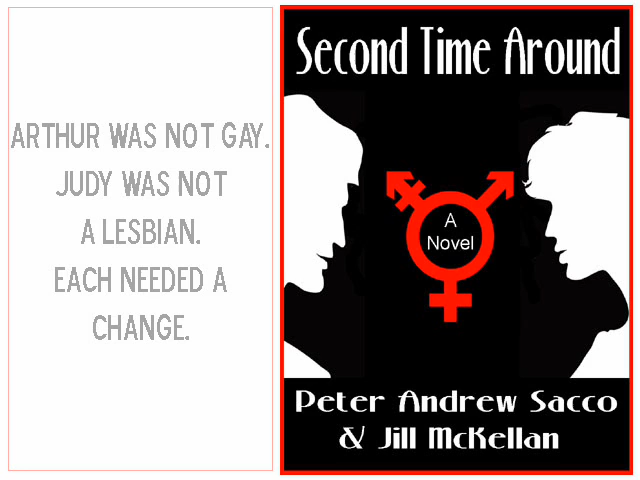 ARTHUR WAS NOT GAY.
JUDY WAS NOT
A LESBIAN.
EACH NEEDED A
CHANGE.
Second Time Around
A
Novel
Peter Andrew Sacco
& Jill McKellan